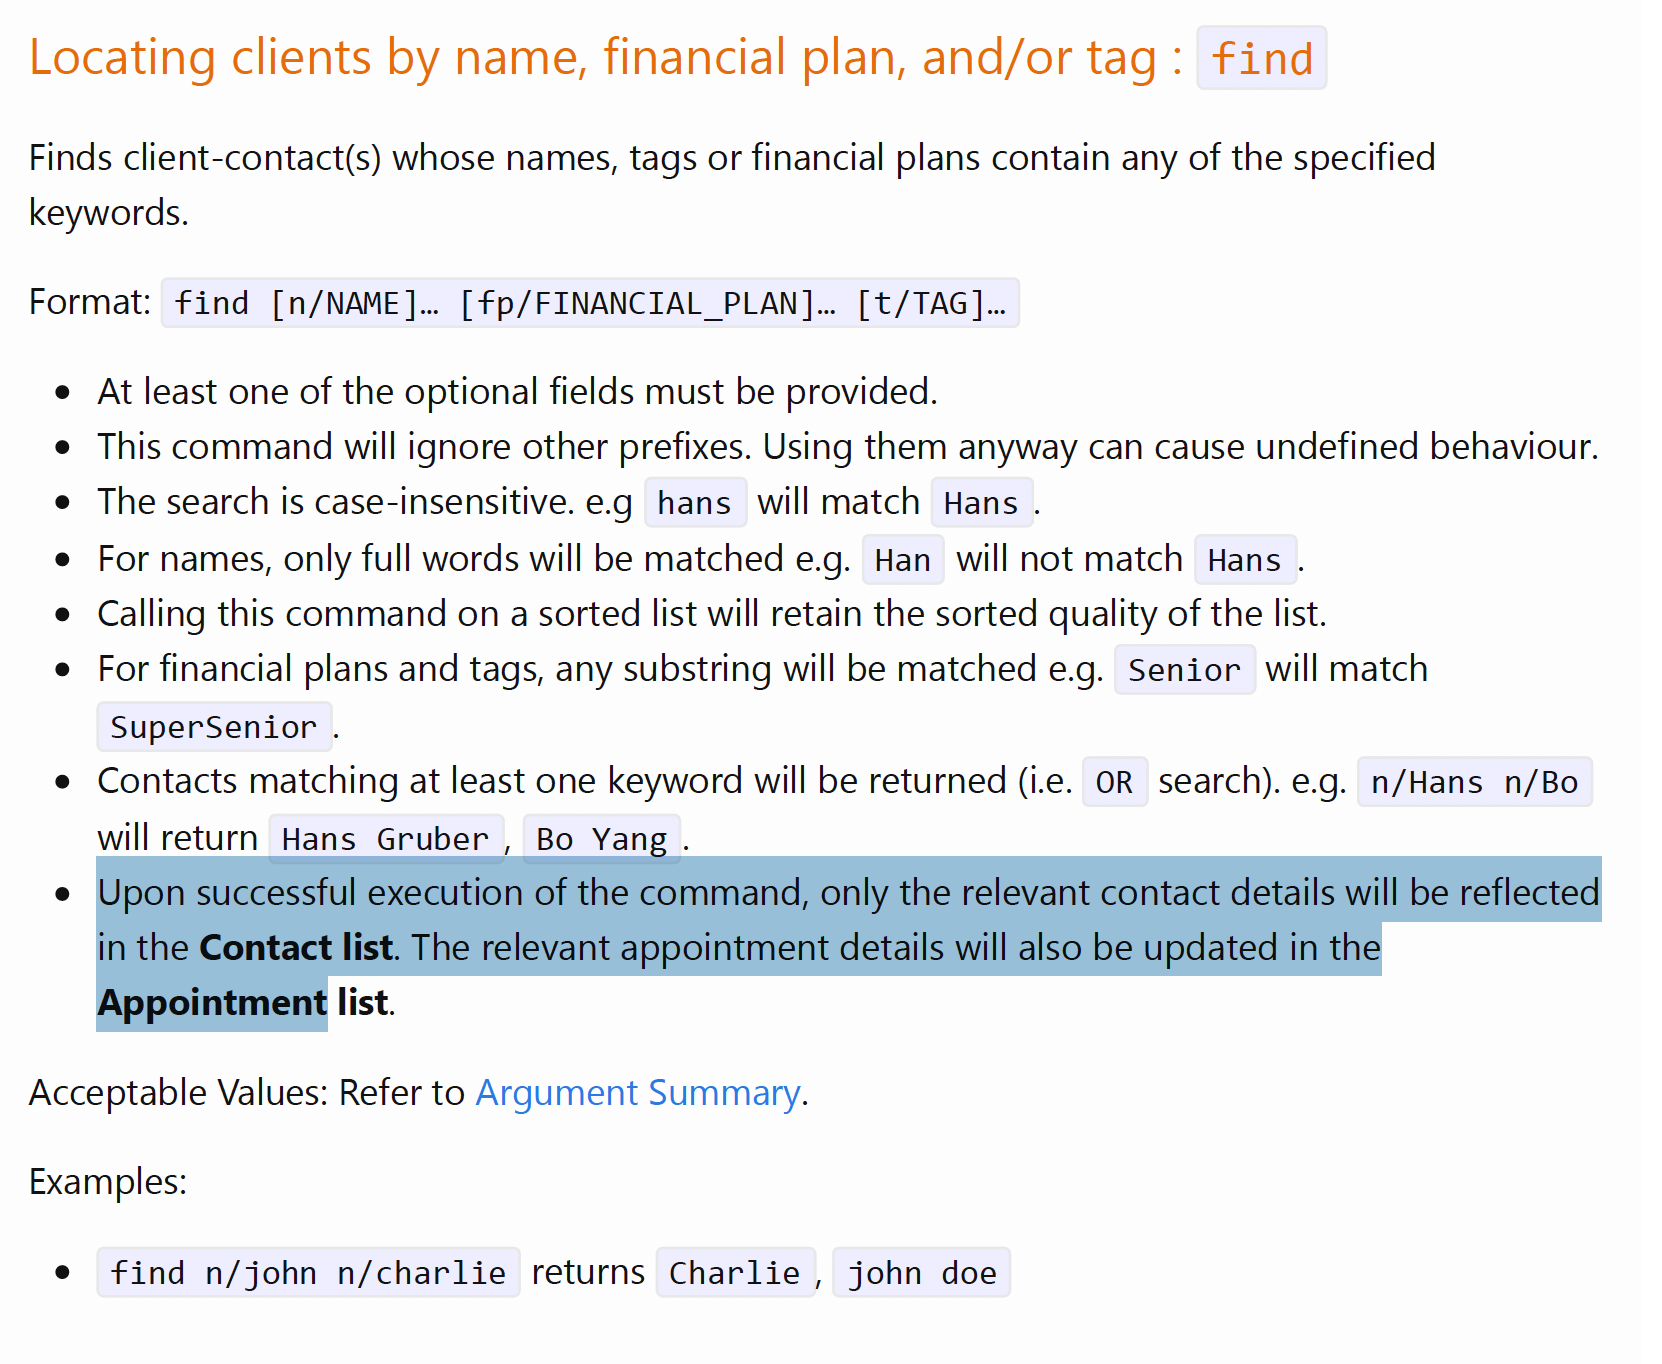 Locating clients by name, financial plan, and/or tag : find
Finds client-contact(s) whose names, tags or financial plans contain any of the specified
keywords.
Format: find [n/NAME]… [fp/FINANCIAL_PLAN]… [t/TAG]…
• At least one of the optional fields must be provided.
• This command will ignore other prefixes. Using them anyway can cause undefined behaviour.
• The search is case-insensitive. e.g hans will match Hans.
• For names, only full words will be matched e.g. Han will not match Hans.
• Calling this command on a sorted list will retain the sorted quality of the list.
• For financial plans and tags, any substring will be matched e.g. Senior will match
SuperSenior.
• Contacts matching at least one keyword will be returned (i.e. OR search). e.g. n/Hans n/Bo
will return Hans Gruber, Bo Yang.
• Upon successful execution of the command, only the relevant contact details will be reflected
in the Contact list. The relevant appointment details will also be updated in the
Appointment list.
Acceptable Values: Refer to Argument Summary.
Examples:
• find n/john n/charlie returns Charlie, john doe